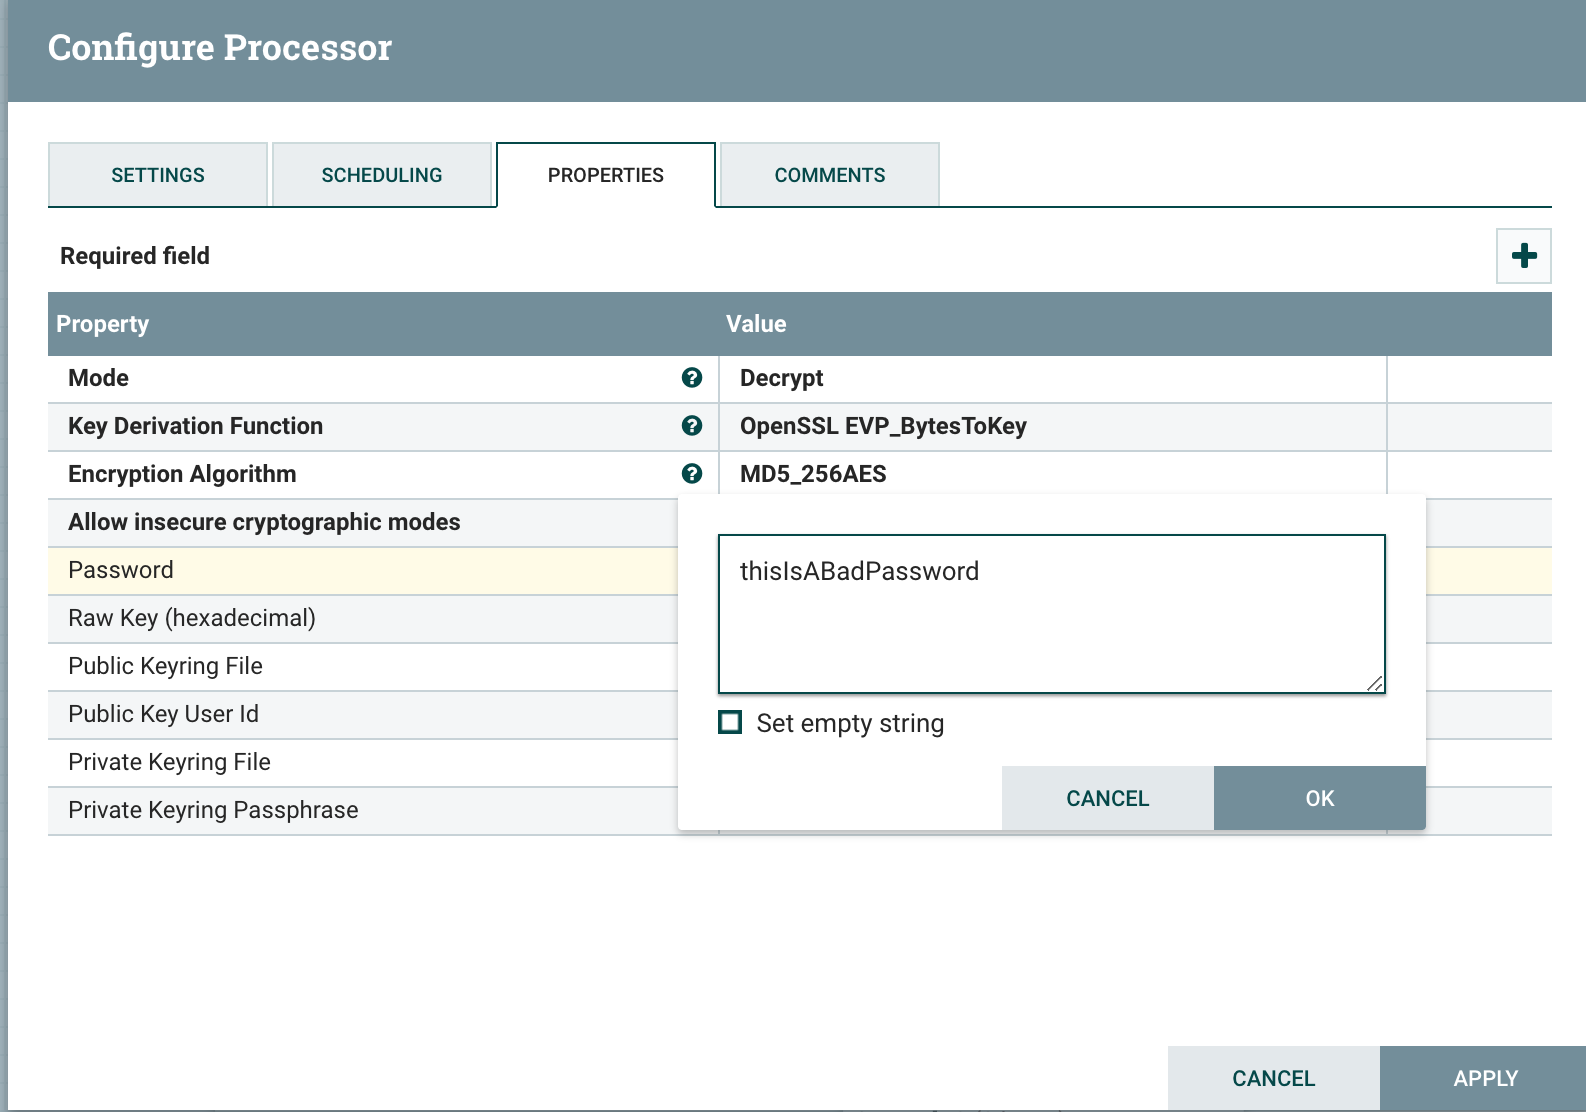 Configure Processor
SETTINGS
SCHEDULING
PROPERTIES
COMMENTS
Required field
Property Value
Mode Decrypt
Key Derivation Function OpenSSL EVP_BytesToKey
Encryption Algorithm MD5_256AES
Allow insecure cryptographic modes
Password
Raw Key (hexadecimal)
Public Keyring File
Public Key User Id
Private Keyring File
Private Keyring Passphrase
thisIsABadPassword
Set empty string
CANCEL OK
CANCEL APPLY